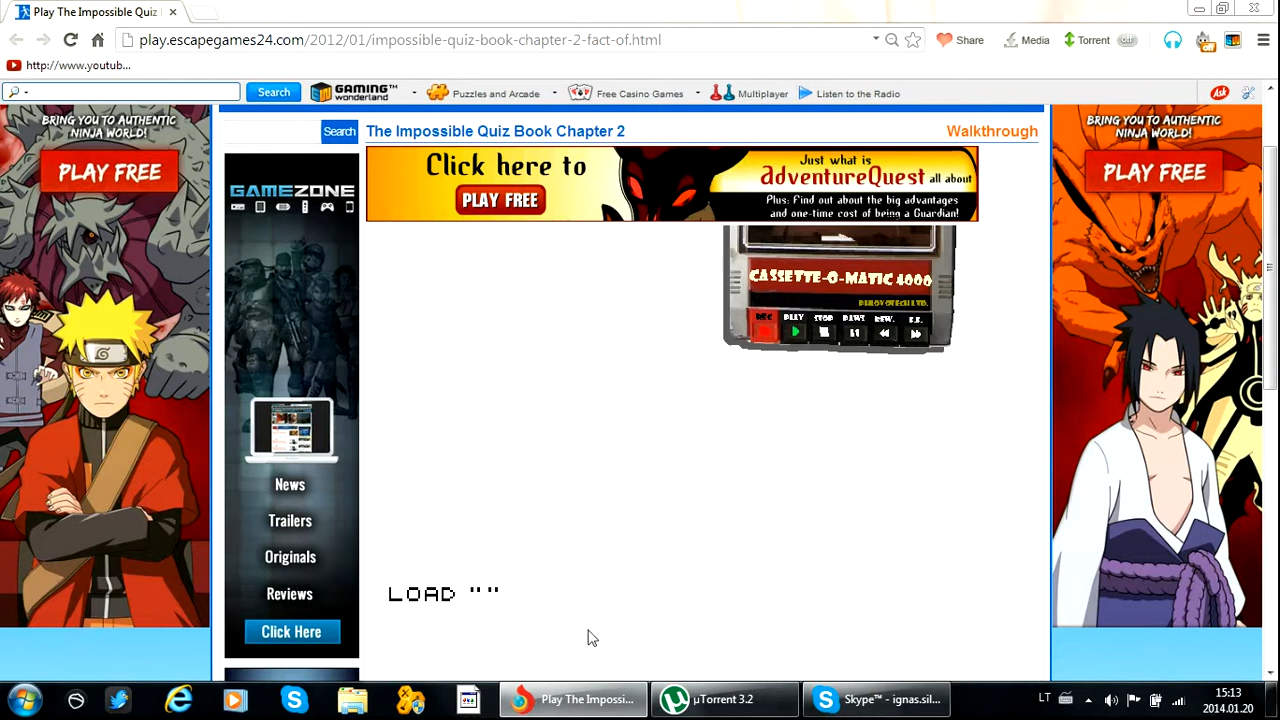 Play The Impossible Quiz
play.escapegames24.com/2012/01/impossible-quiz-book-chapter-2-fact-of.html
Share
Media
Torrent
off
off
http://www.youtub...
Search
GAMING WONDERLAND™
Puzzles and Arcade
Free Casino Games
Multiplayer
Listen to the Radio
Ask
BRING YOU TO AUTHENTIC
NINJA WORLD!
PLAY FREE
Search
The Impossible Quiz Book Chapter 2
Walkthrough
Click here to
PLAY FREE
Just what is
AdventureQuest all about
Plus: Find out about the big advantages
and one-time cost of being a Guardian!
BRING YOU TO AUTHENTIC
NINJA WORLD!
PLAY FREE
GAMEZONE
CASSETTE-O-MATIC 4000
REC PLAY STOP PAWS REW. F.F.
News
Trailers
Originals
Reviews
Click Here
LOAD ""
Play The Impossi...
µTorrent 3.2
Skype™ - ignas.sil...
LT
15:13
2014.01.20